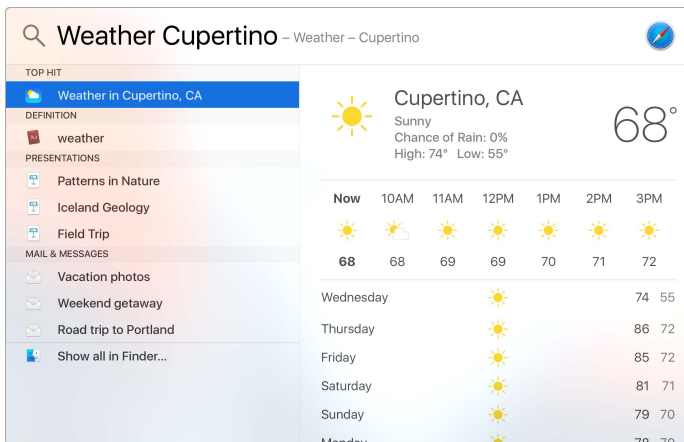 Weather Cupertino – Weather – Cupertino
TOP HIT
Weather in Cupertino, CA
DEFINITION
weather
PRESENTATIONS
Patterns in Nature
Iceland Geology
Field Trip
MAIL & MESSAGES
Vacation photos
Weekend getaway
Road trip to Portland
Show all in Finder...
Cupertino, CA
Sunny
Chance of Rain: 0%
High: 74° Low: 55°
68°
Now 10AM 11AM 12PM 1PM 2PM 3PM
68 68 69 69 70 71 72
Wednesday 74 55
Thursday 86 72
Friday 85 72
Saturday 81 71
Sunday 79 70
Monday 78 70